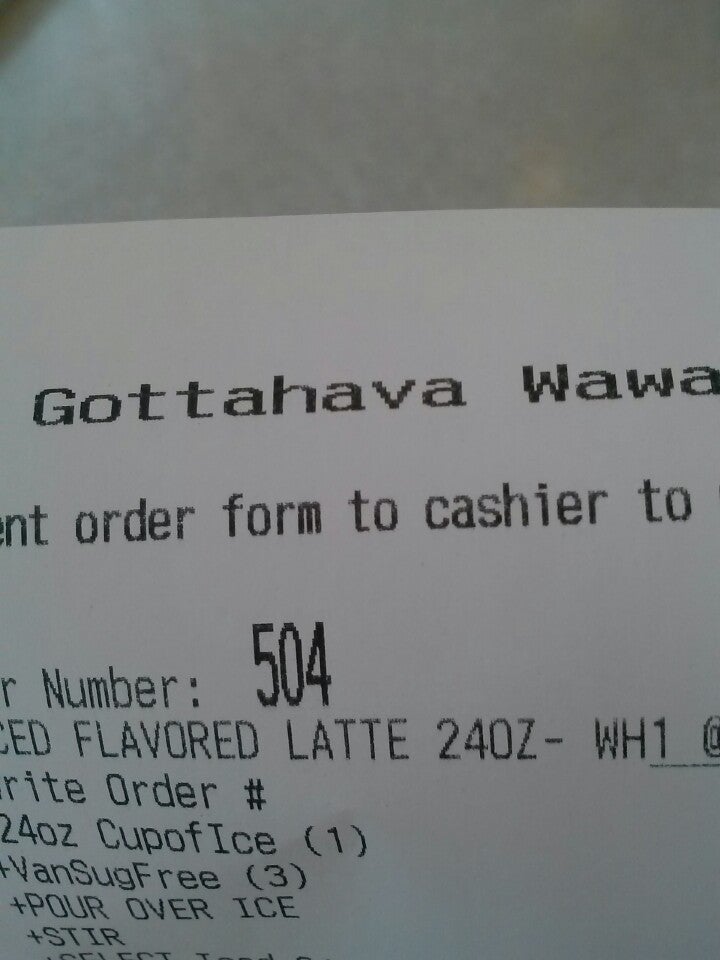 Gottahava Wawa
ent order form to cashier to
r Number: 504
CED FLAVORED LATTE 24OZ- WH1 @
rite Order #
24oz CupofIce (1)
+VanSugFree (3)
+POUR OVER ICE
+STIR